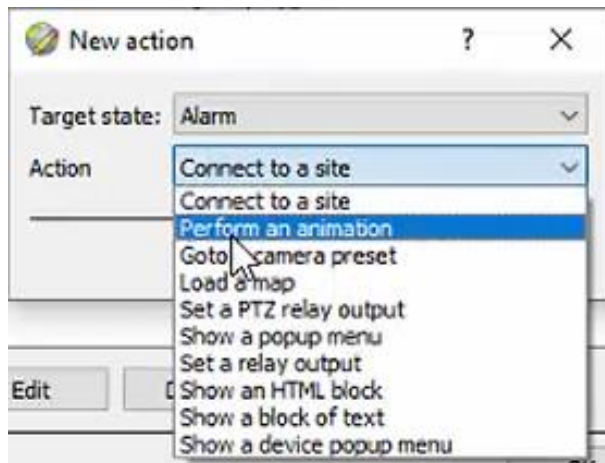 New action ? X
Target state: Alarm
Action Connect to a site
Connect to a site
Perform an animation
Goto camera preset
Load a map
Set a PTZ relay output
Show a popup menu
Set a relay output
Edit
Show an HTML block
Show a block of text
Show a device popup menu